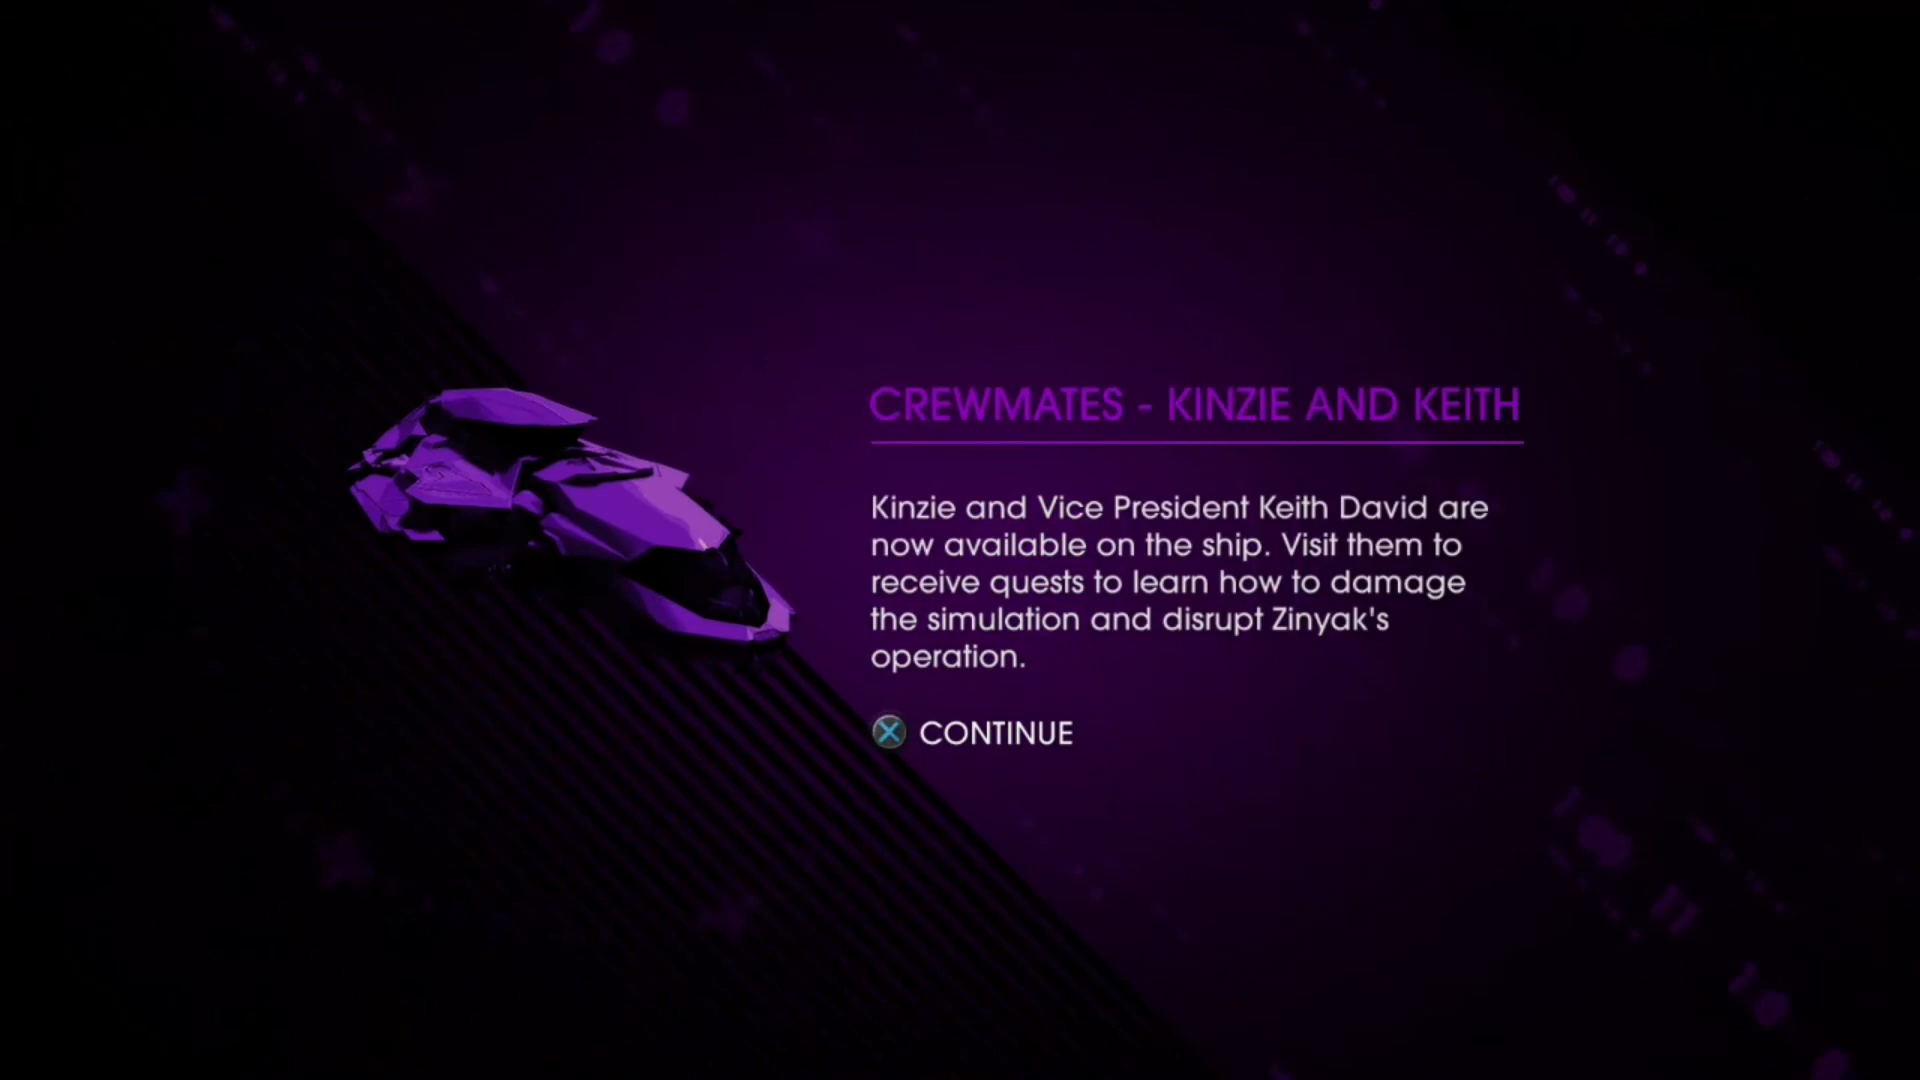 CREWMATES - KINZIE AND KEITH
Kinzie and Vice President Keith David are
now available on the ship. Visit them to
receive quests to learn how to damage
the simulation and disrupt Zinyak's
operation.
CONTINUE